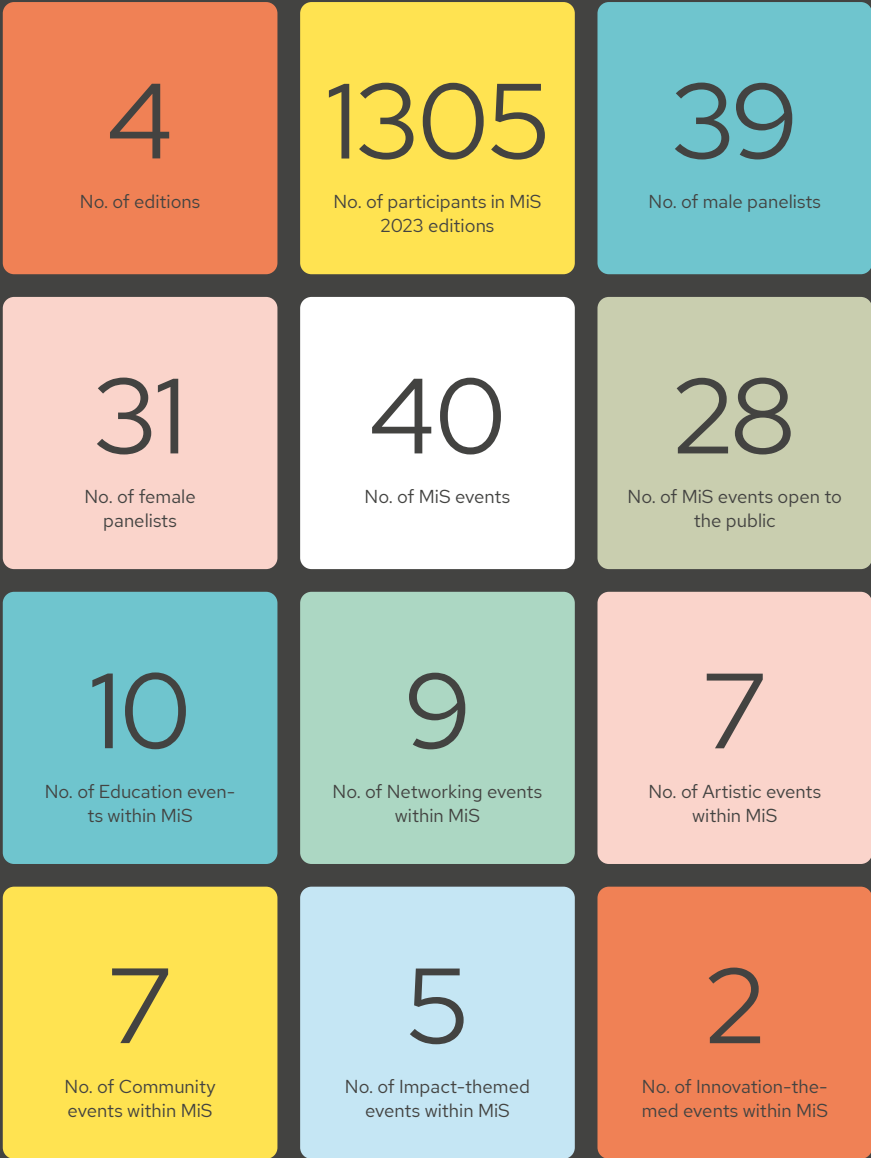 4
No. of editions
1305
No. of participants in MiS
2023 editions
39
No. of male panelists
31
No. of female
panelists
40
No. of MiS events
28
No. of MiS events open to
the public
10
No. of Education even-
ts within MiS
9
No. of Networking events
within MiS
7
No. of Artistic events
within MiS
7
No. of Community
events within MiS
5
No. of Impact-themed
events within MiS
2
No. of Innovation-the-
med events within MiS